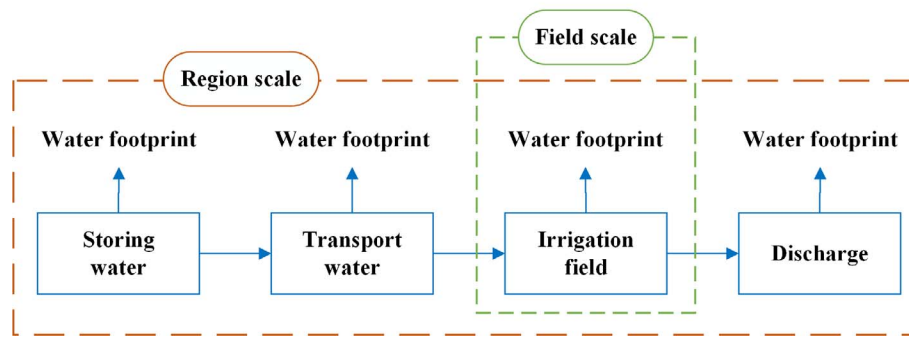 Field scale
Region scale
Water footprint
Water footprint
Water footprint
Water footprint
Storing
water
Transport
water
Irrigation
field
Discharge